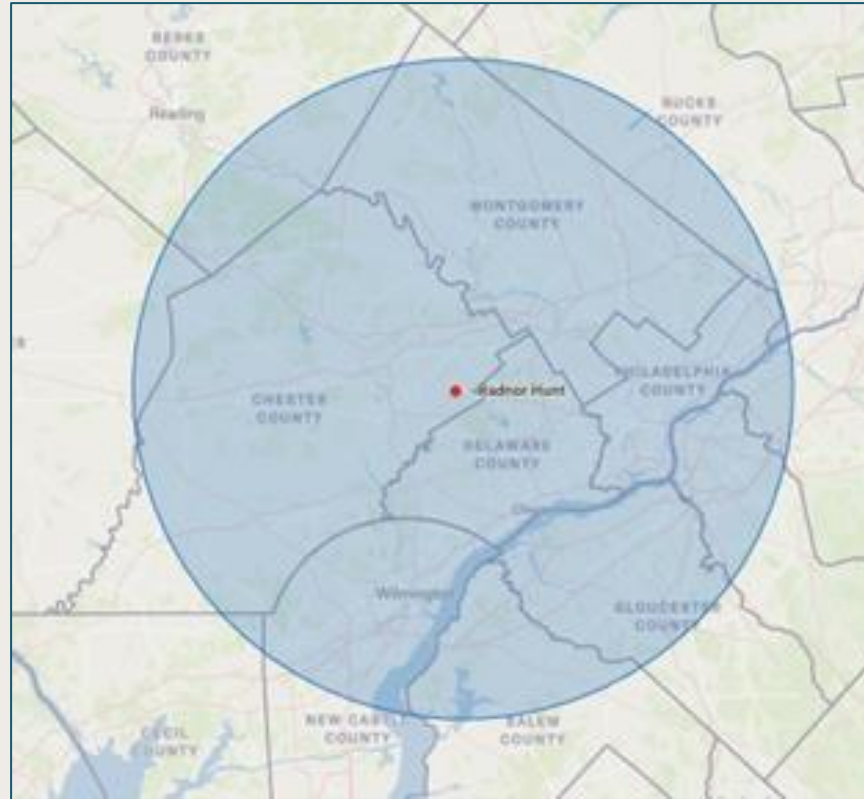 BERKS
COUNTY
Reading
BUCKS
COUNTY
MONTGOMERY
COUNTY
PHILADELPHIA
COUNTY
Radnor Hunt
CHESTER
COUNTY
DELAWARE
COUNTY
Wilmington
GLOUCESTER
COUNTY
NEW CASTLE
COUNTY
SALEM
COUNTY
CECIL
COUNTY